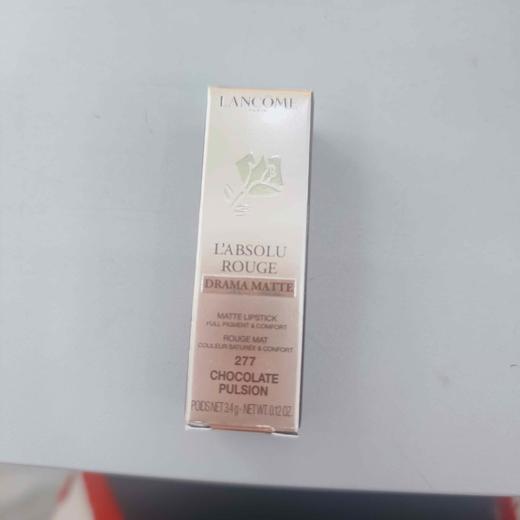 LANCÔME
PARIS
L'ABSOLU
ROUGE
DRAMA MATTE
MATTE LIPSTICK
FULL PIGMENT & COMFORT
ROUGE MAT
COULEUR SATURÉE & CONFORT
277
CHOCOLATE
PULSION
POIDS NET 3.4 g - NET WT. 0.12 OZ.